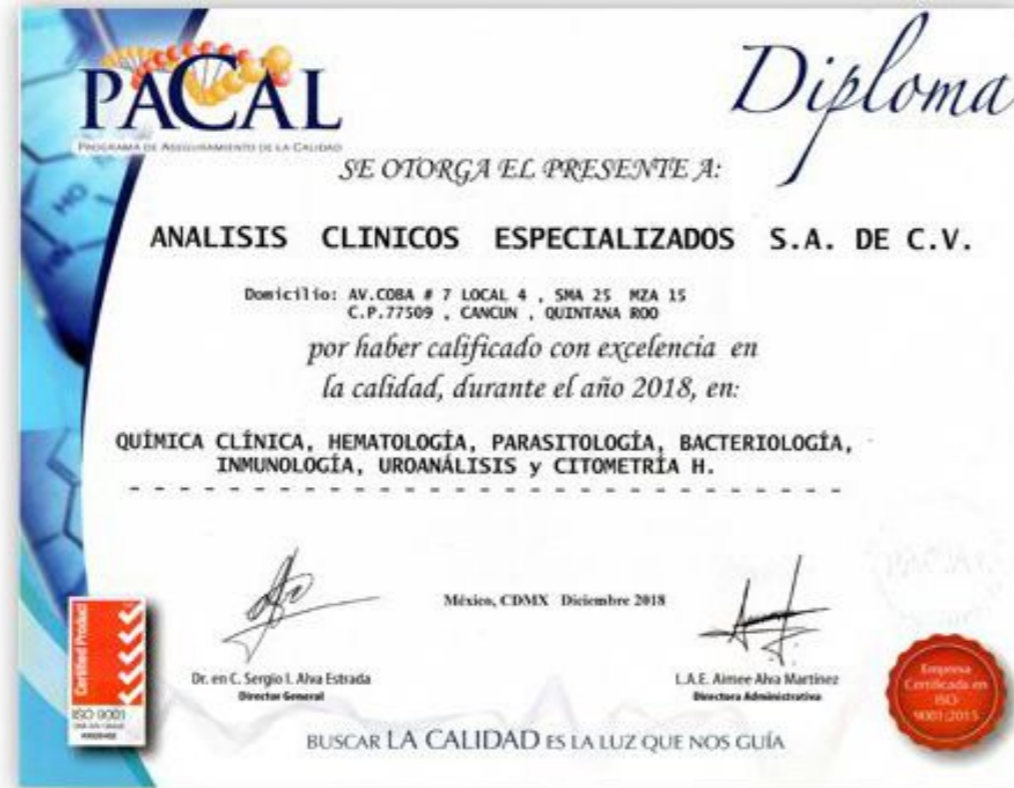 PACAL
PROGRAMA DE ASEGURAMIENTO DE LA CALIDAD
Diploma
SE OTORGA EL PRESENTE A:
ANALISIS CLINICOS ESPECIALIZADOS S.A. DE C.V.
Domicilio: AV.COBA # 7 LOCAL 4 , SMA 25 MZA 15
C.P.77509 , CANCUN , QUINTANA ROO
por haber calificado con excelencia en
la calidad, durante el año 2018, en:
QUÍMICA CLÍNICA, HEMATOLOGÍA, PARASITOLOGÍA, BACTERIOLOGÍA,
INMUNOLOGÍA, UROANÁLISIS y CITOMETRÍA H.
México, CDMX Diciembre 2018
Dr. en C. Sergio I. Alva Estrada
Director General
L.A.E. Aimee Alva Martínez
Directora Administrativa
Certified Product
ISO 9001
Empresa
Certificada en
ISO
9001:2015
BUSCAR LA CALIDAD ES LA LUZ QUE NOS GUÍA